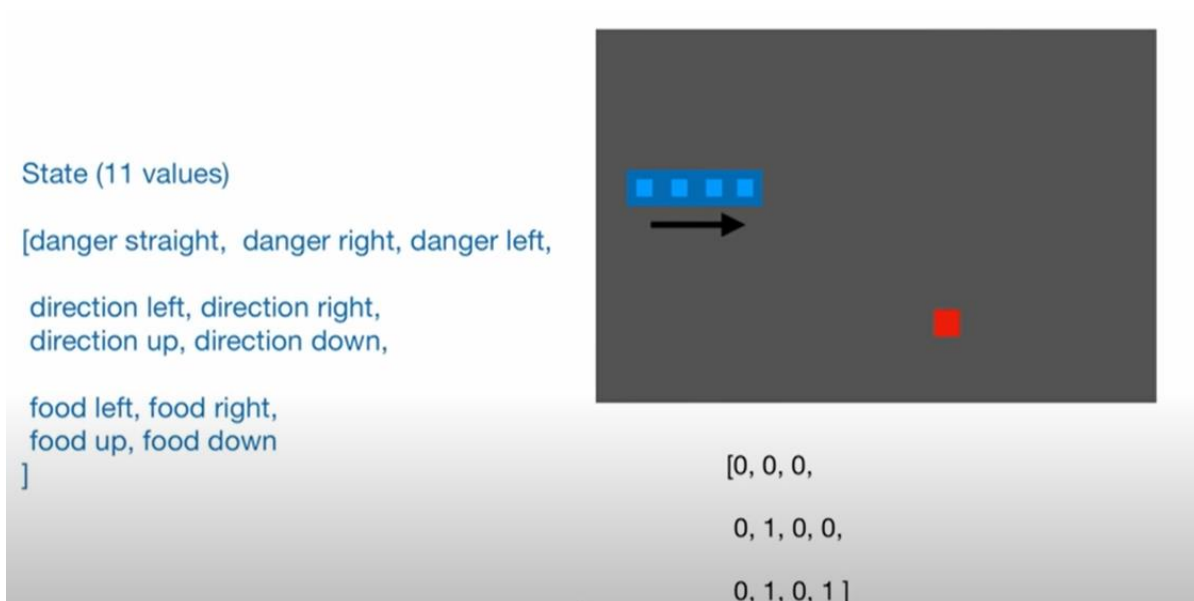 State (11 values)
[danger straight, danger right, danger left,
direction left, direction right,
direction up, direction down,
food left, food right,
food up, food down
]
[0, 0, 0,
0, 1, 0, 0,
0, 1, 0, 1 ]